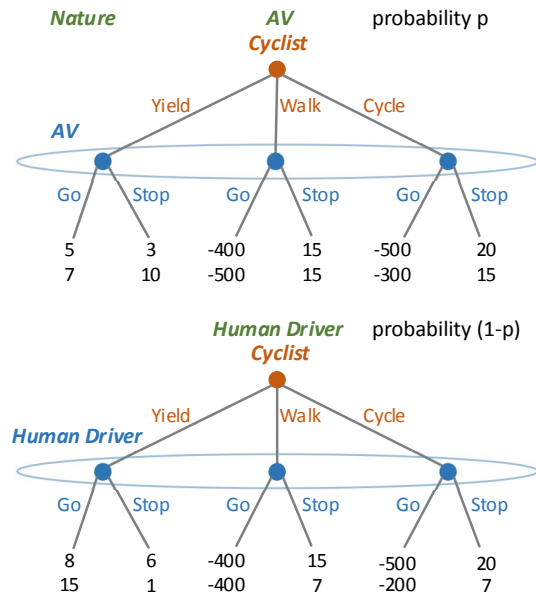 Nature AV probability p
Cyclist
Yield Walk Cycle
AV
Go Stop Go Stop Go Stop
5 3 -400 15 -500 20
7 10 -500 15 -300 15
Human Driver probability (1-p)
Cyclist
Yield Walk Cycle
Human Driver
Go Stop Go Stop Go Stop
8 6 -400 15 -500 20
15 1 -400 7 -200 7